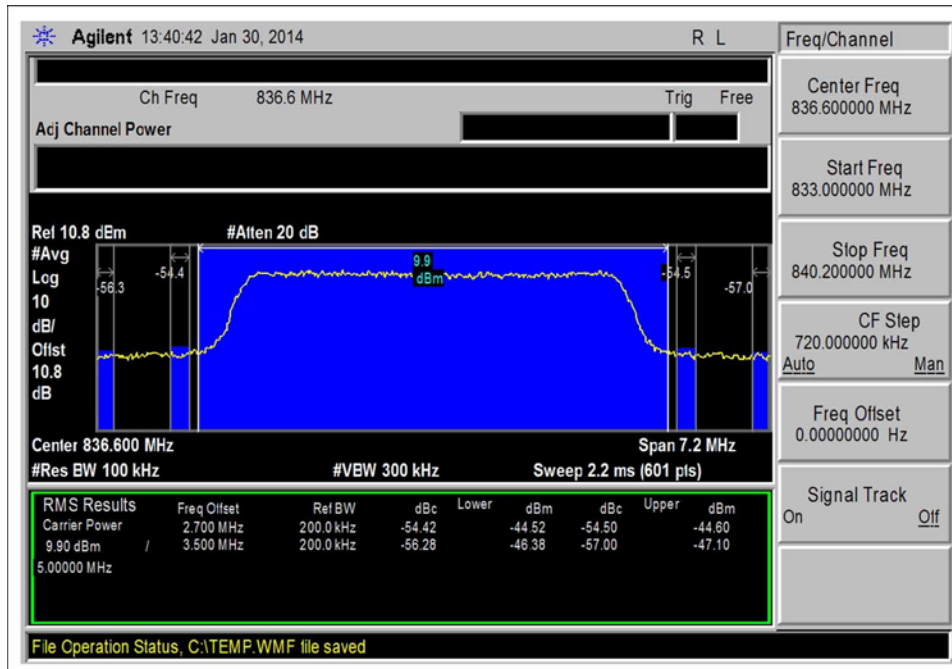 Agilent 13:40:42 Jan 30, 2014 R L
Ch Freq 836.6 MHz Trig Free
Adj Channel Power
Ref 10.8 dBm #Atten 20 dB
#Avg
Log
10
dB/
Offst
10.8
dB
-56.3
-54.4
9.9
dBm
-54.5
-57.0
Center 836.600 MHz Span 7.2 MHz
#Res BW 100 kHz #VBW 300 kHz Sweep 2.2 ms (601 pts)
RMS Results Freq Offset Ref BW dBc Lower dBm dBc Upper dBm
Carrier Power 2.700 MHz 200.0 kHz -54.42 -44.52 -54.50 -44.60
9.90 dBm / 3.500 MHz 200.0 kHz -56.28 -46.38 -57.00 -47.10
5.00000 MHz
File Operation Status, C:\TEMP.WMF file saved
Freq/Channel
Center Freq
836.600000 MHz
Start Freq
833.000000 MHz
Stop Freq
840.200000 MHz
CF Step
720.000000 kHz
Auto Man
Freq Offset
0.00000000 Hz
Signal Track
On Off